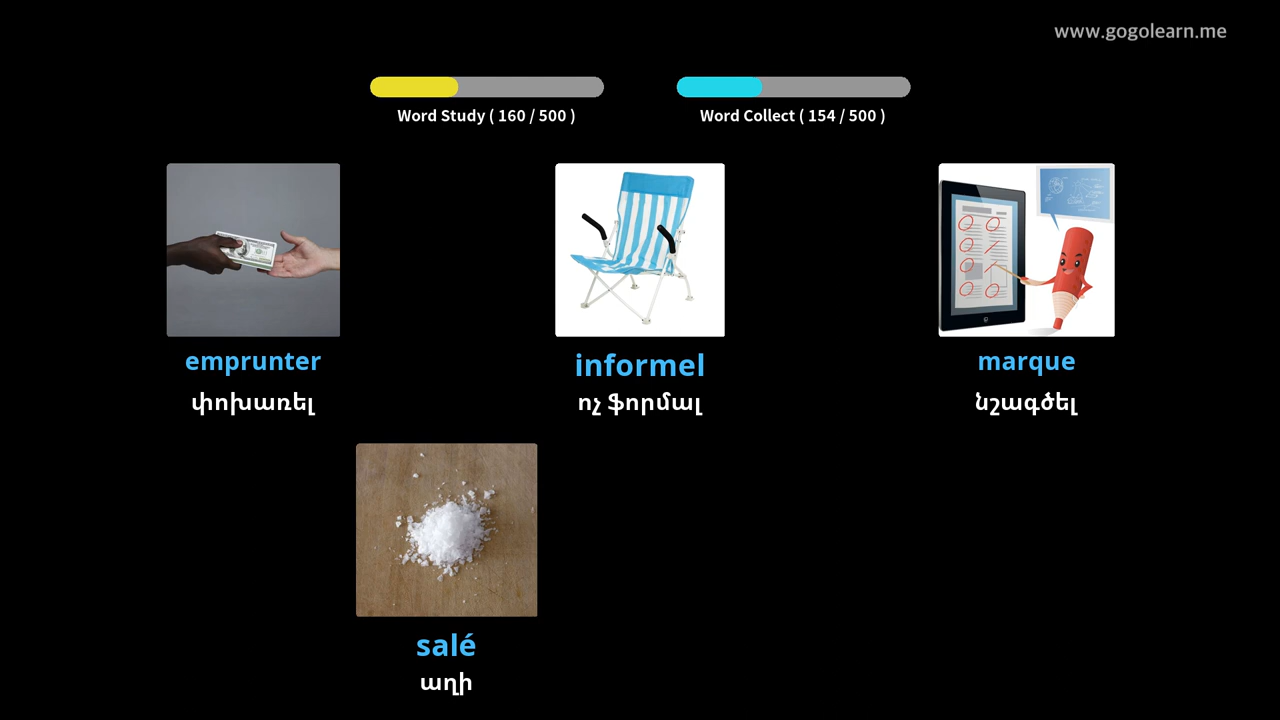 www.gogolearn.me
Word Study ( 160 / 500 )
Word Collect ( 154 / 500 )
emprunter
փոխառել
informel
ոչ ֆորմալ
marque
նշագծել
salé
աղի